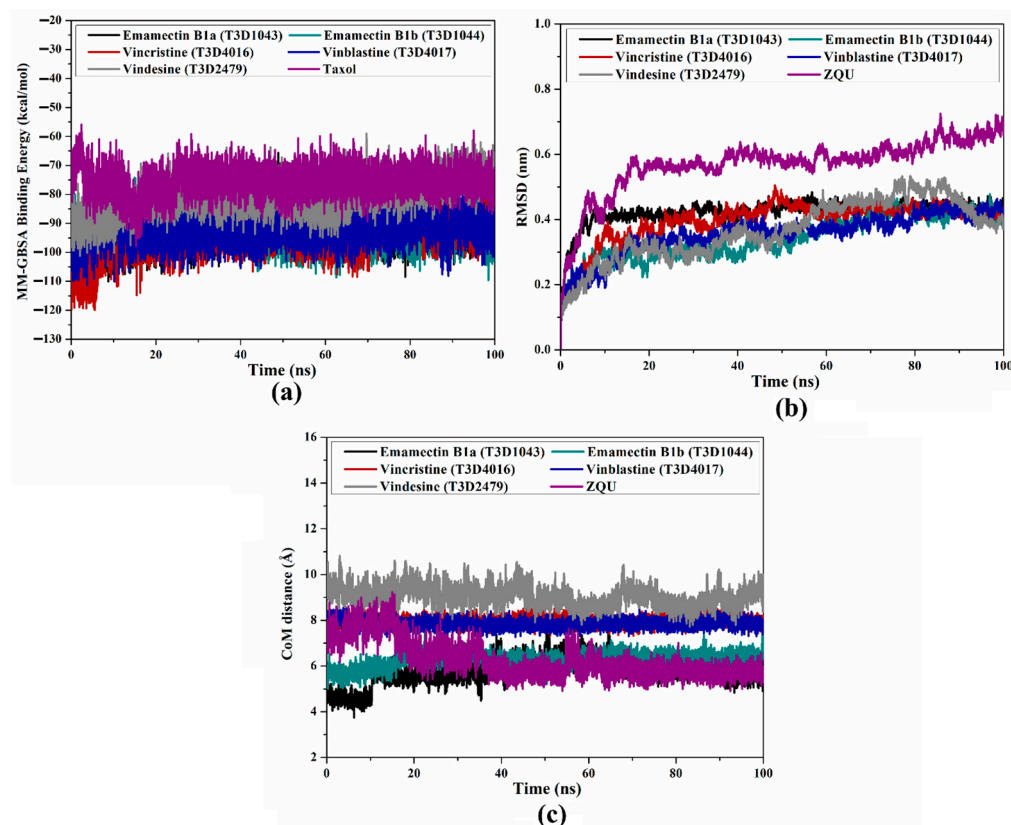 Emamectin B1a (T3D1043) Emamectin B1b (T3D1044)
Vincristine (T3D4016) Vinblastine (T3D4017)
Vindesine (T3D2479) Taxol
MM-GBSA Binding Energy (kcal/mol)
−20
−30
−40
−50
−60
−70
−80
−90
−100
−110
−120
−130
0 20 40 60 80 100
Time (ns)
(a)
Emamectin B1a (T3D1043) Emamectin B1b (T3D1044)
Vincristine (T3D4016) Vinblastine (T3D4017)
Vindesine (T3D2479) ZQU
RMSD (nm)
1.0
0.8
0.6
0.4
0.2
0.0
0 20 40 60 80 100
Time (ns)
(b)
Emamectin B1a (T3D1043) Emamectin B1b (T3D1044)
Vincristine (T3D4016) Vinblastine (T3D4017)
Vindesine (T3D2479) ZQU
CoM distance (Å)
16
14
12
10
8
6
4
2
0 20 40 60 80 100
Time (ns)
(c)